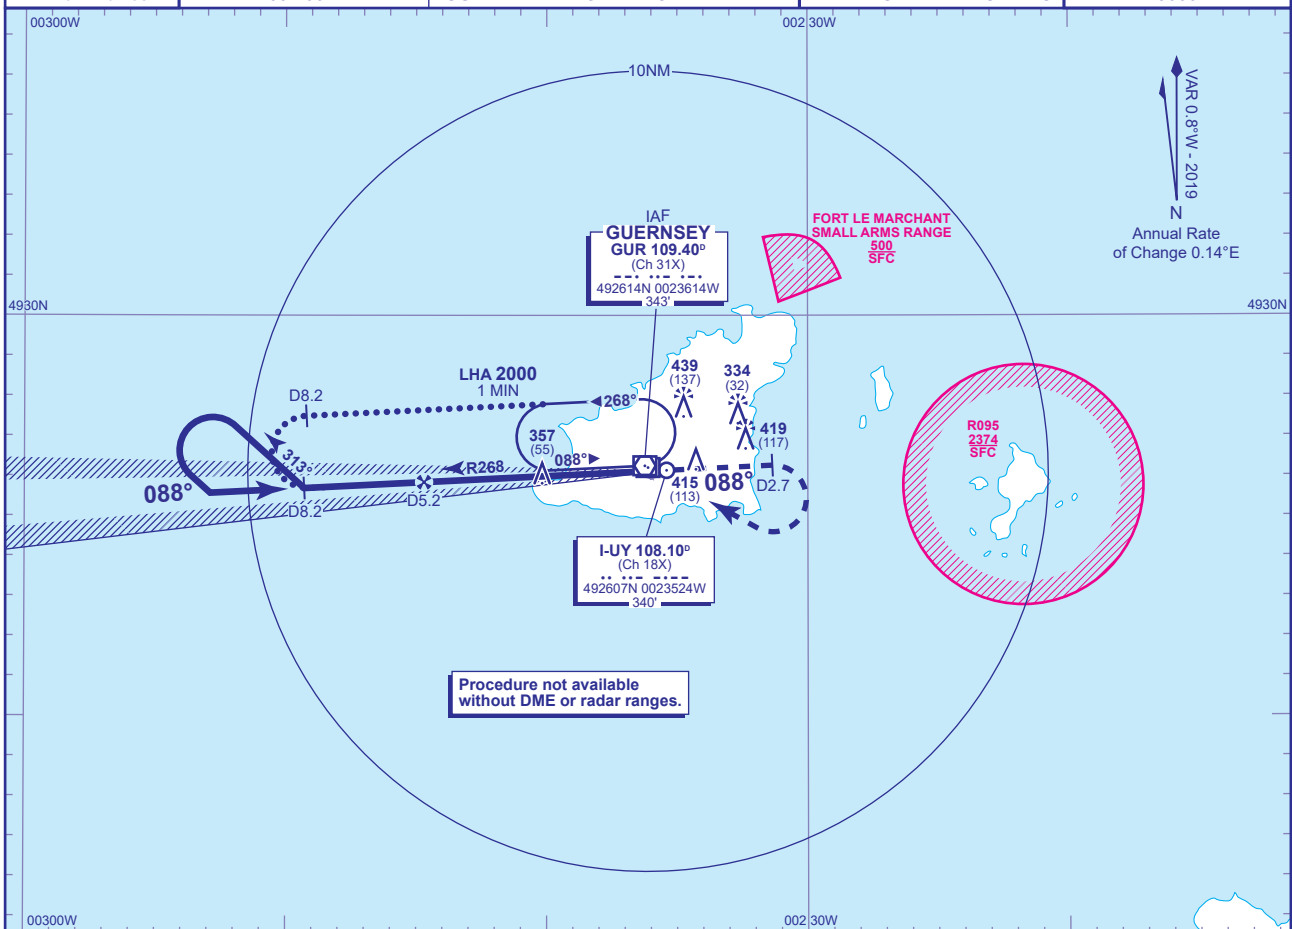 00300W
00230W
10NM
VAR 0.8°W - 2019
N
Annual Rate
of Change 0.14°E
FORT LE MARCHANT
SMALL ARMS RANGE
500
SFC
IAF
GUERNSEY
GUR 109.40ᴰ
(Ch 31X)
492614N 0023614W
343'
4930N
4930N
LHA 2000
1 MIN
D8.2
268°
439
(137)
334
(32)
419
(117)
R095
2374
SFC
357
(55)
088°
R268
313°
088°
D8.2
D5.2
415
(113)
088°
D2.7
I-UY 108.10ᴰ
(Ch 18X)
492607N 0023524W
340'
Procedure not available
without DME or radar ranges.
00300W
00230W